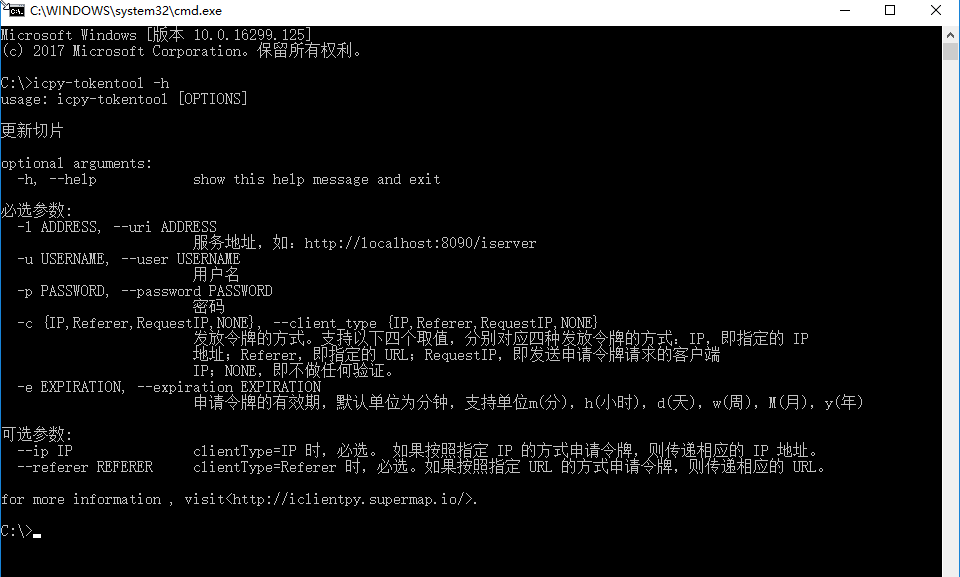 C:\WINDOWS\system32\cmd.exe
Microsoft Windows [版本 10.0.16299.125]
(c) 2017 Microsoft Corporation。保留所有权利。
C:\>icpy-tokentool -h
usage: icpy-tokentool [OPTIONS]
更新切片
optional arguments:
-h, --help show this help message and exit
必选参数:
-l ADDRESS, --uri ADDRESS
服务地址，如：http://localhost:8090/iserver
-u USERNAME, --user USERNAME
用户名
-p PASSWORD, --password PASSWORD
密码
-c {IP,Referer,RequestIP,NONE}, --client_type {IP,Referer,RequestIP,NONE}
发放令牌的方式。支持以下四个取值，分别对应四种发放令牌的方式：IP，即指定的 IP
地址；Referer，即指定的 URL；RequestIP，即发送申请令牌请求的客户端
IP；NONE，即不做任何验证。
-e EXPIRATION, --expiration EXPIRATION
申请令牌的有效期，默认单位为分钟，支持单位m(分)，h(小时)，d(天)，w(周)，M(月)，y(年)
可选参数:
--ip IP clientType=IP 时，必选。 如果按照指定 IP 的方式申请令牌，则传递相应的 IP 地址。
--referer REFERER clientType=Referer 时，必选。如果按照指定 URL 的方式申请令牌，则传递相应的 URL。
for more information , visit<http://iclientpy.supermap.io/>.
C:\>